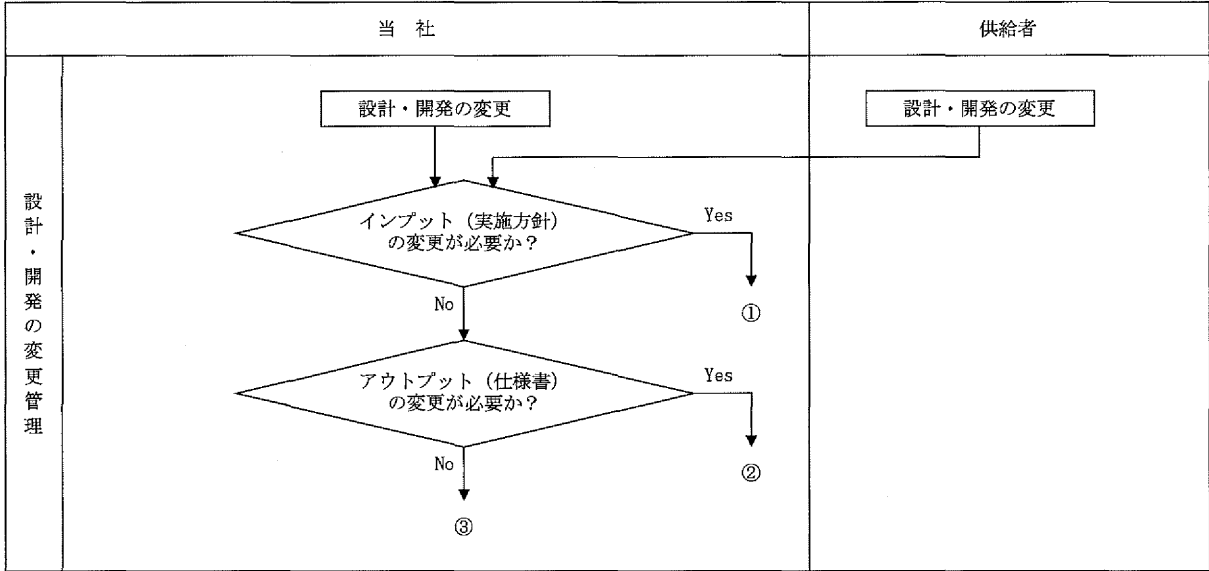 当 社
供給者
設計・開発の変更管理
設計・開発の変更
設計・開発の変更
インプット（実施方針）
の変更が必要か？
Yes
①
No
アウトプット（仕様書）
の変更が必要か？
Yes
②
No
③